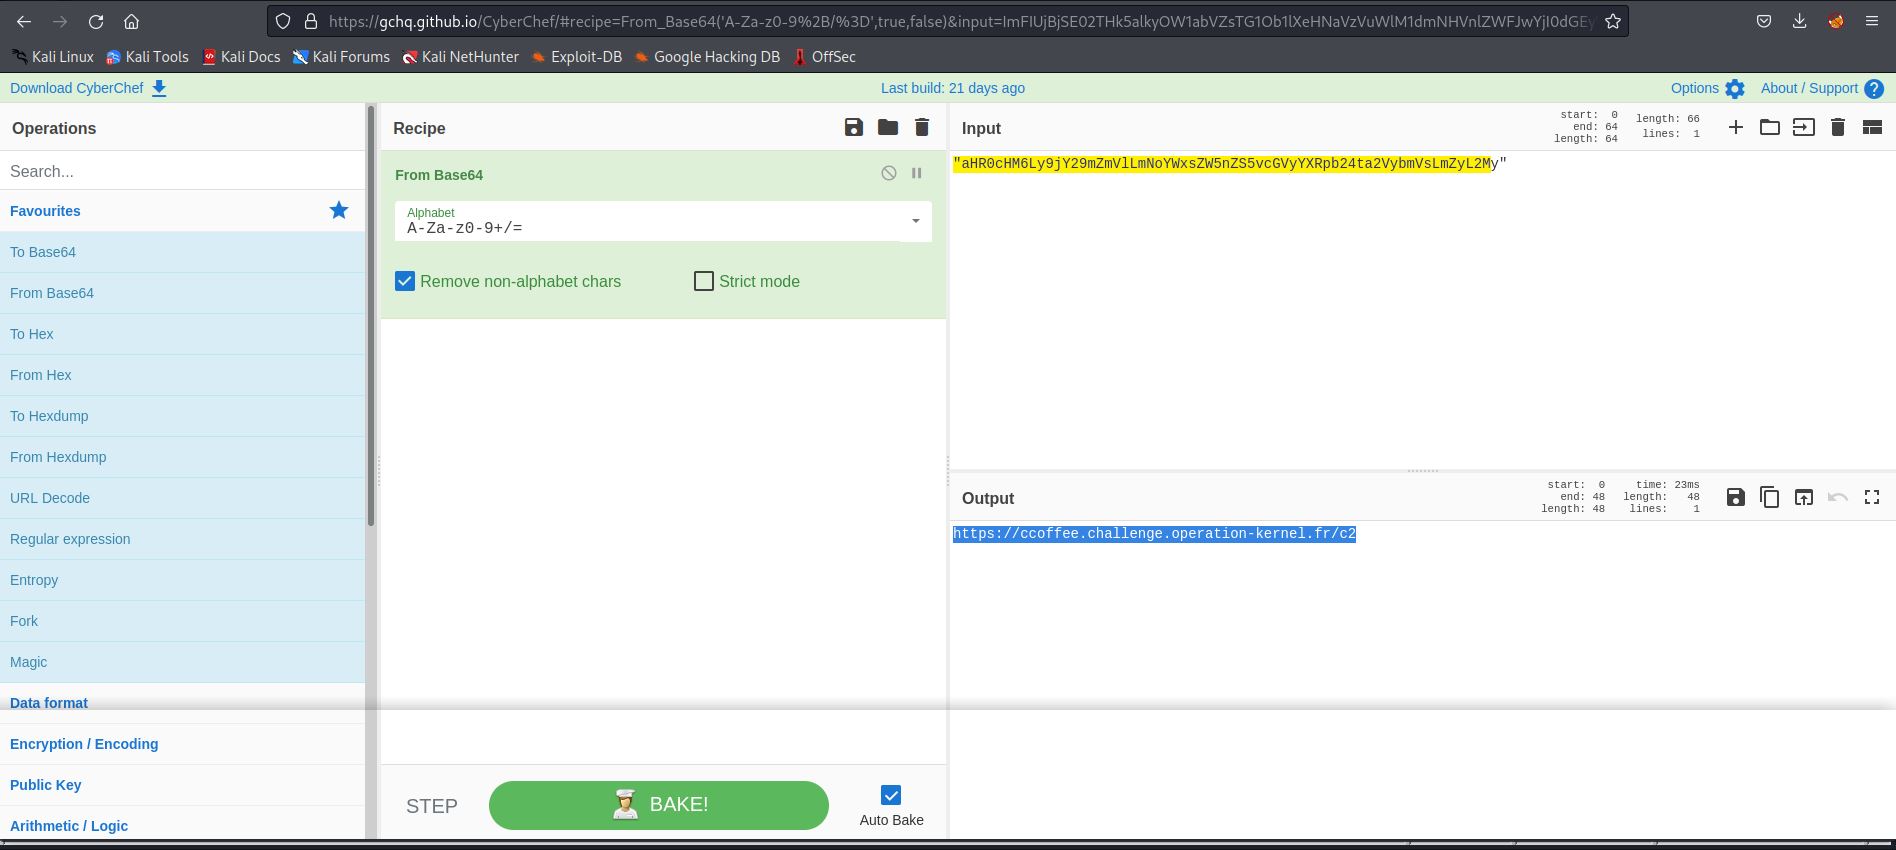 https://gchq.github.io/CyberChef/#recipe=From_Base64('A-Za-z0-9%2B/%3D',true,false)&input=ImFIUjBjSE02THk5alkyOW1abVZsTG1Ob1lXeHNaVzVuWlM1dmNHVnlZWFJwYjI0dGEy
Kali Linux Kali Tools Kali Docs Kali Forums Kali NetHunter Exploit-DB Google Hacking DB OffSec
Download CyberChef Last build: 21 days ago Options About / Support
Operations
Search...
Favourites
To Base64
From Base64
To Hex
From Hex
To Hexdump
From Hexdump
URL Decode
Regular expression
Entropy
Fork
Magic
Data format
Encryption / Encoding
Public Key
Arithmetic / Logic
Recipe
From Base64
Alphabet
A-Za-z0-9+/=
Remove non-alphabet chars Strict mode
STEP BAKE! Auto Bake
Input
start: 0
end: 64
length: 64
length: 66
lines: 1
"aHR0cHM6Ly9jY29mZmVlLmNoYWxsZW5nZS5vcGVyYXRpb24ta2VybmVsLmZyL2My"
Output
start: 0
end: 48
length: 48
time: 23ms
length: 48
lines: 1
https://ccoffee.challenge.operation-kernel.fr/c2